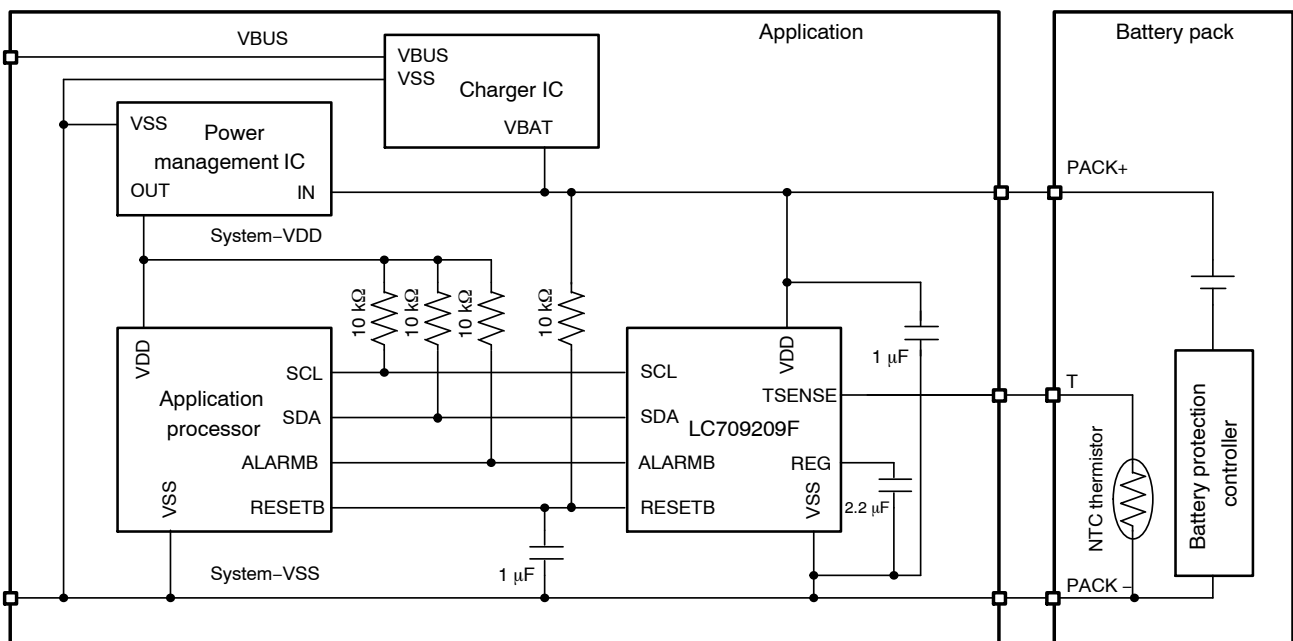 VBUS
Application
Battery pack
VBUS
VSS
Charger IC
VBAT
VSS
Power
management IC
OUT
IN
PACK+
System−VDD
10 kΩ
10 kΩ
10 kΩ
10 kΩ
VDD
SCL
Application
processor
SDA
ALARMB
VSS
RESETB
VDD
SCL
TSENSE
SDA
LC709209F
ALARMB
REG
VSS
RESETB
1 μF
2.2 μF
T
NTC thermistor
Battery protection
controller
System−VSS
1 μF
PACK −